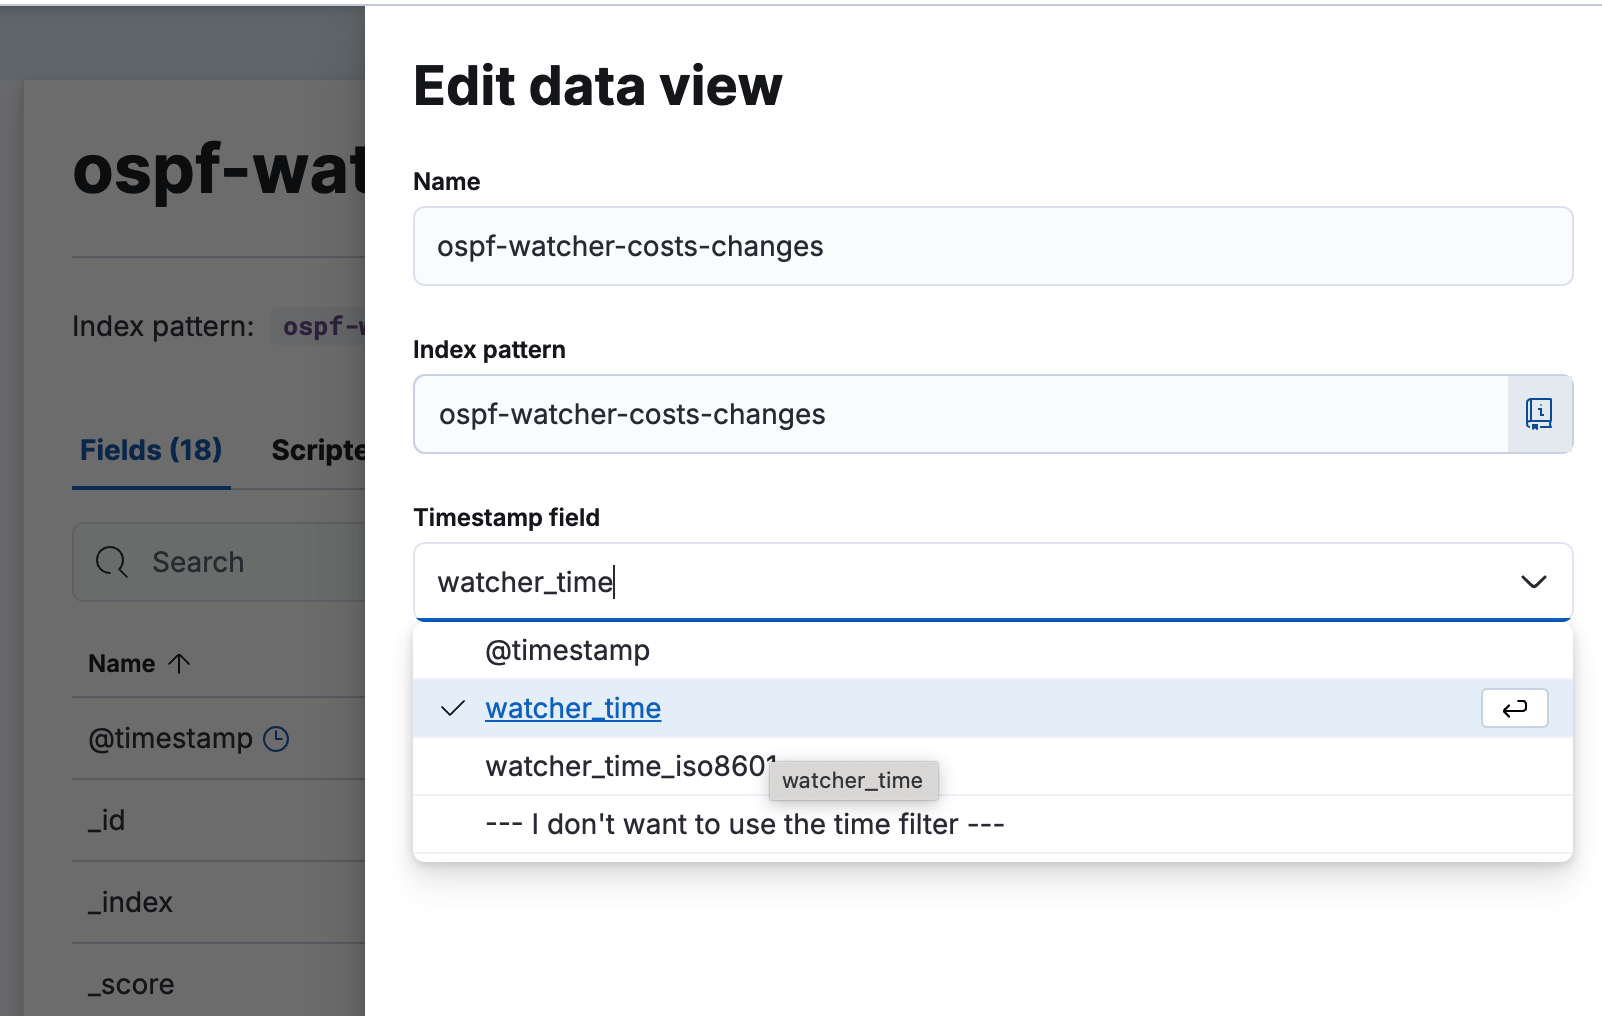 ospf-wat
Index pattern: ospf-w
Fields (18) Scripte
Search
Name
@timestamp
_id
_index
_score
Edit data view
Name
ospf-watcher-costs-changes
Index pattern
ospf-watcher-costs-changes
Timestamp field
watcher_time
@timestamp
watcher_time
watcher_time_iso8601
watcher_time
--- I don't want to use the time filter ---